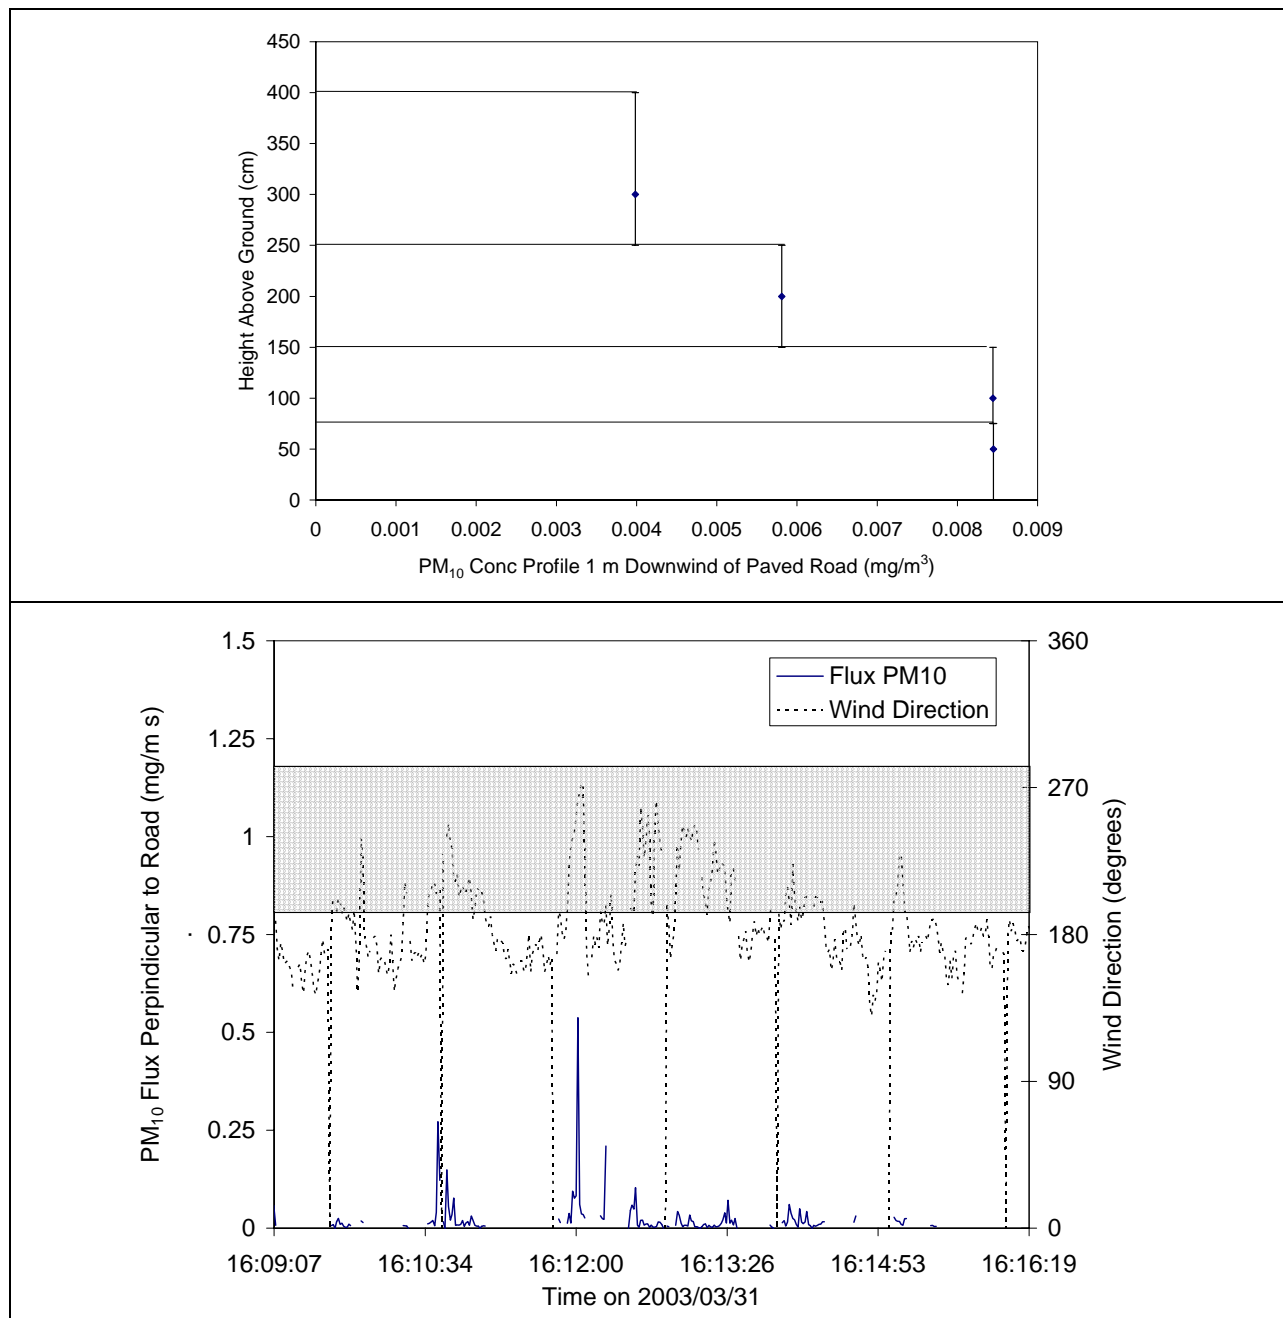 450
400
350
300
250
200
150
100
50
0
Height Above Ground (cm)
0 0.001 0.002 0.003 0.004 0.005 0.006 0.007 0.008 0.009
PM10 Conc Profile 1 m Downwind of Paved Road (mg/m3)
1.5
1.25
1
0.75
0.5
0.25
0
PM10 Flux Perpindicular to Road (mg/m s)
Flux PM10
Wind Direction
360
270
180
90
0
Wind Direction (degrees)
16:09:07 16:10:34 16:12:00 16:13:26 16:14:53 16:16:19
Time on 2003/03/31